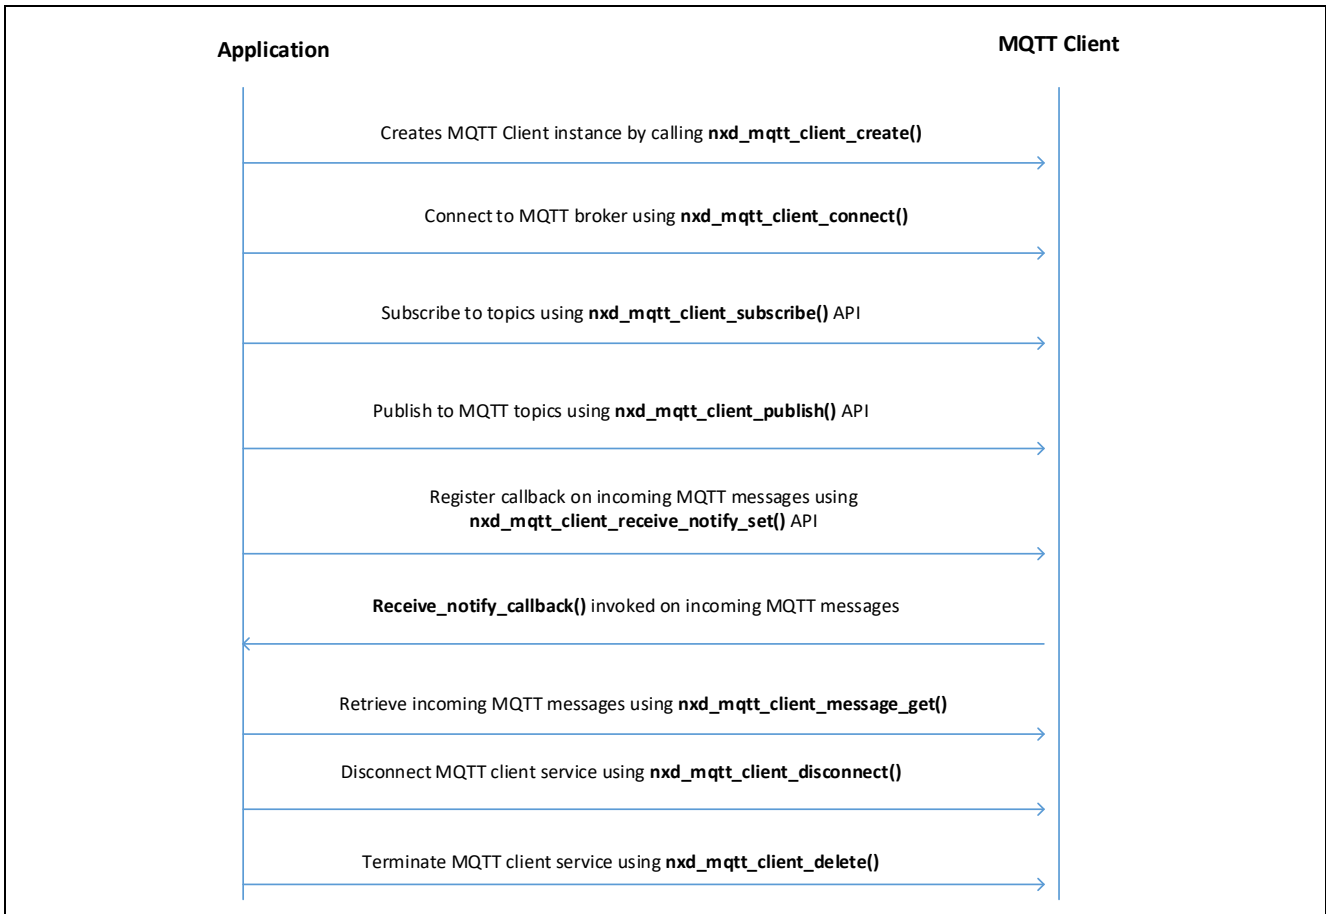 Application
MQTT Client
Creates MQTT Client instance by calling nxd_mqtt_client_create()
Connect to MQTT broker using nxd_mqtt_client_connect()
Subscribe to topics using nxd_mqtt_client_subscribe() API
Publish to MQTT topics using nxd_mqtt_client_publish() API
Register callback on incoming MQTT messages using
nxd_mqtt_client_receive_notify_set() API
Receive_notify_callback() invoked on incoming MQTT messages
Retrieve incoming MQTT messages using nxd_mqtt_client_message_get()
Disconnect MQTT client service using nxd_mqtt_client_disconnect()
Terminate MQTT client service using nxd_mqtt_client_delete()